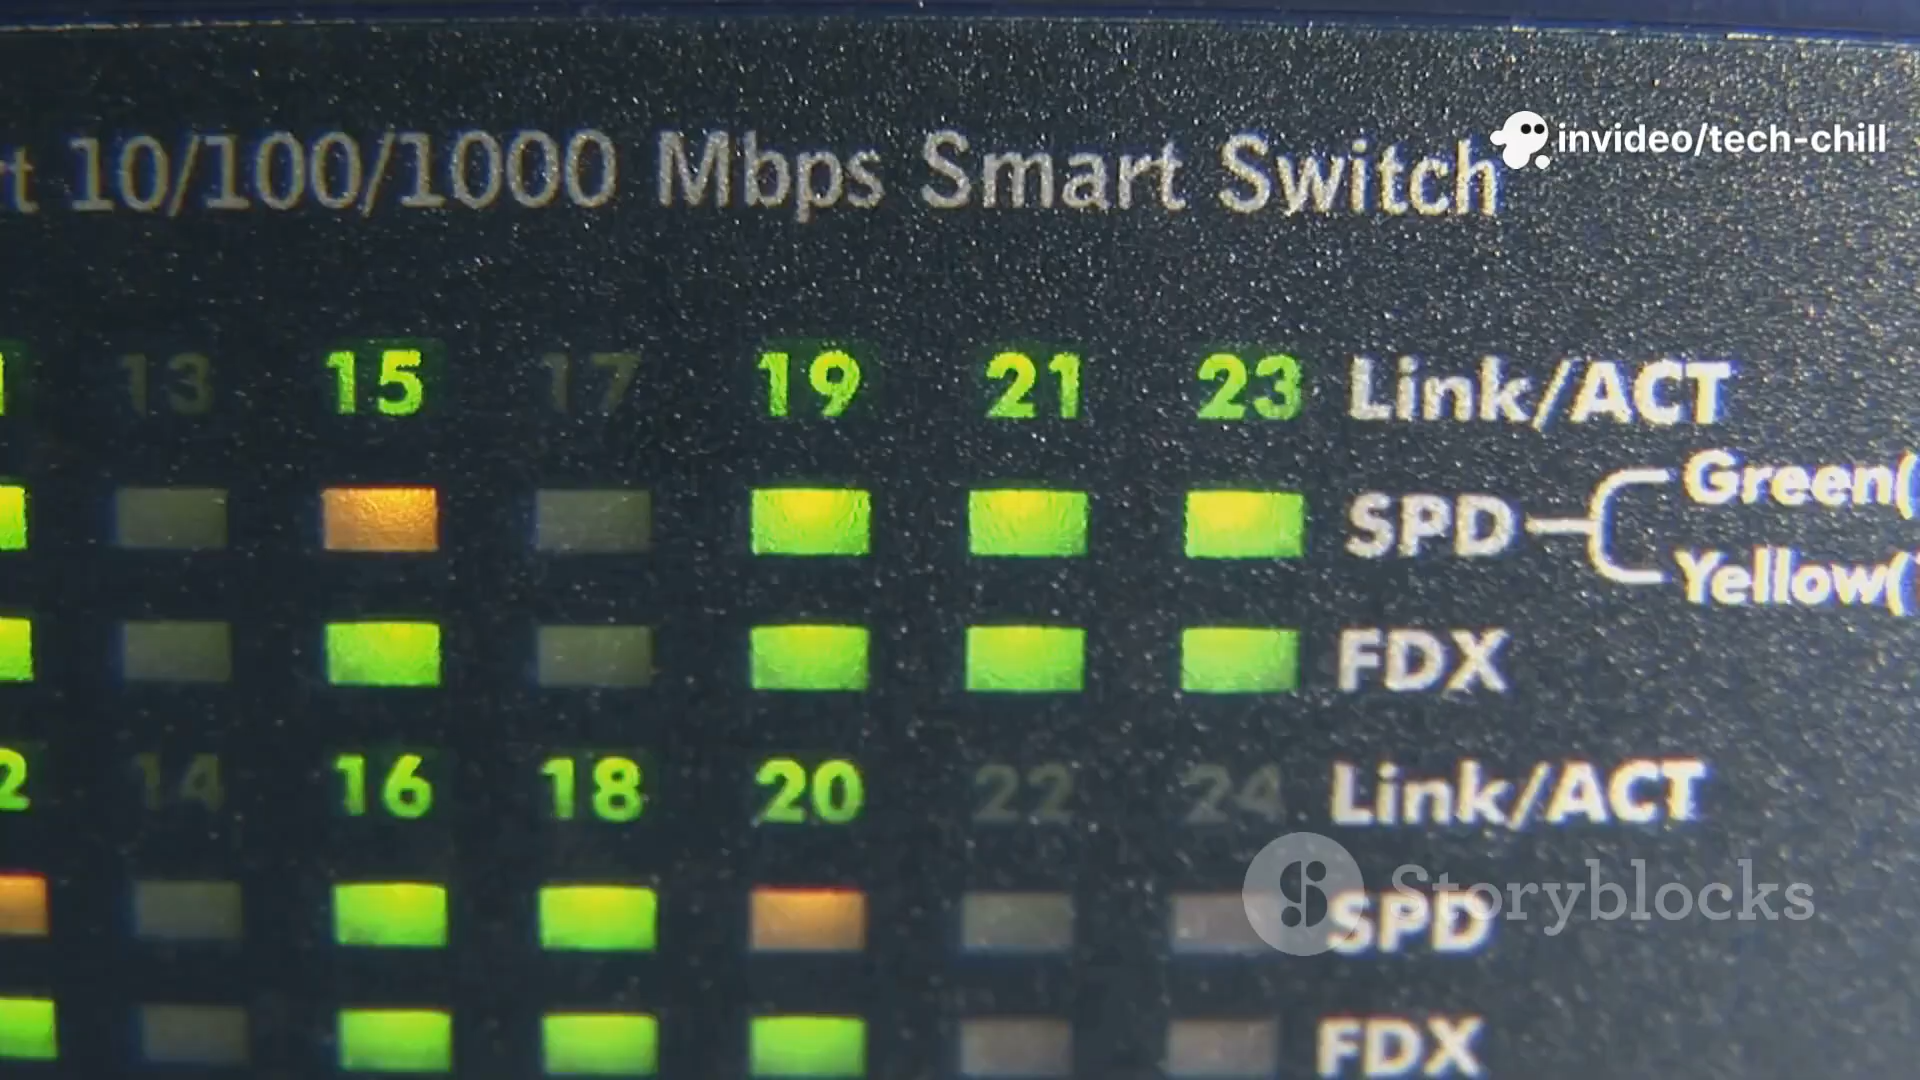 10/100/1000 Mbps Smart Switch
invideo/tech-chill
13 15 17 19 21 23 Link/ACT
SPD
Green(
Yellow(
FDX
14 16 18 20 22 24 Link/ACT
Storyblocks
SPD
FDX